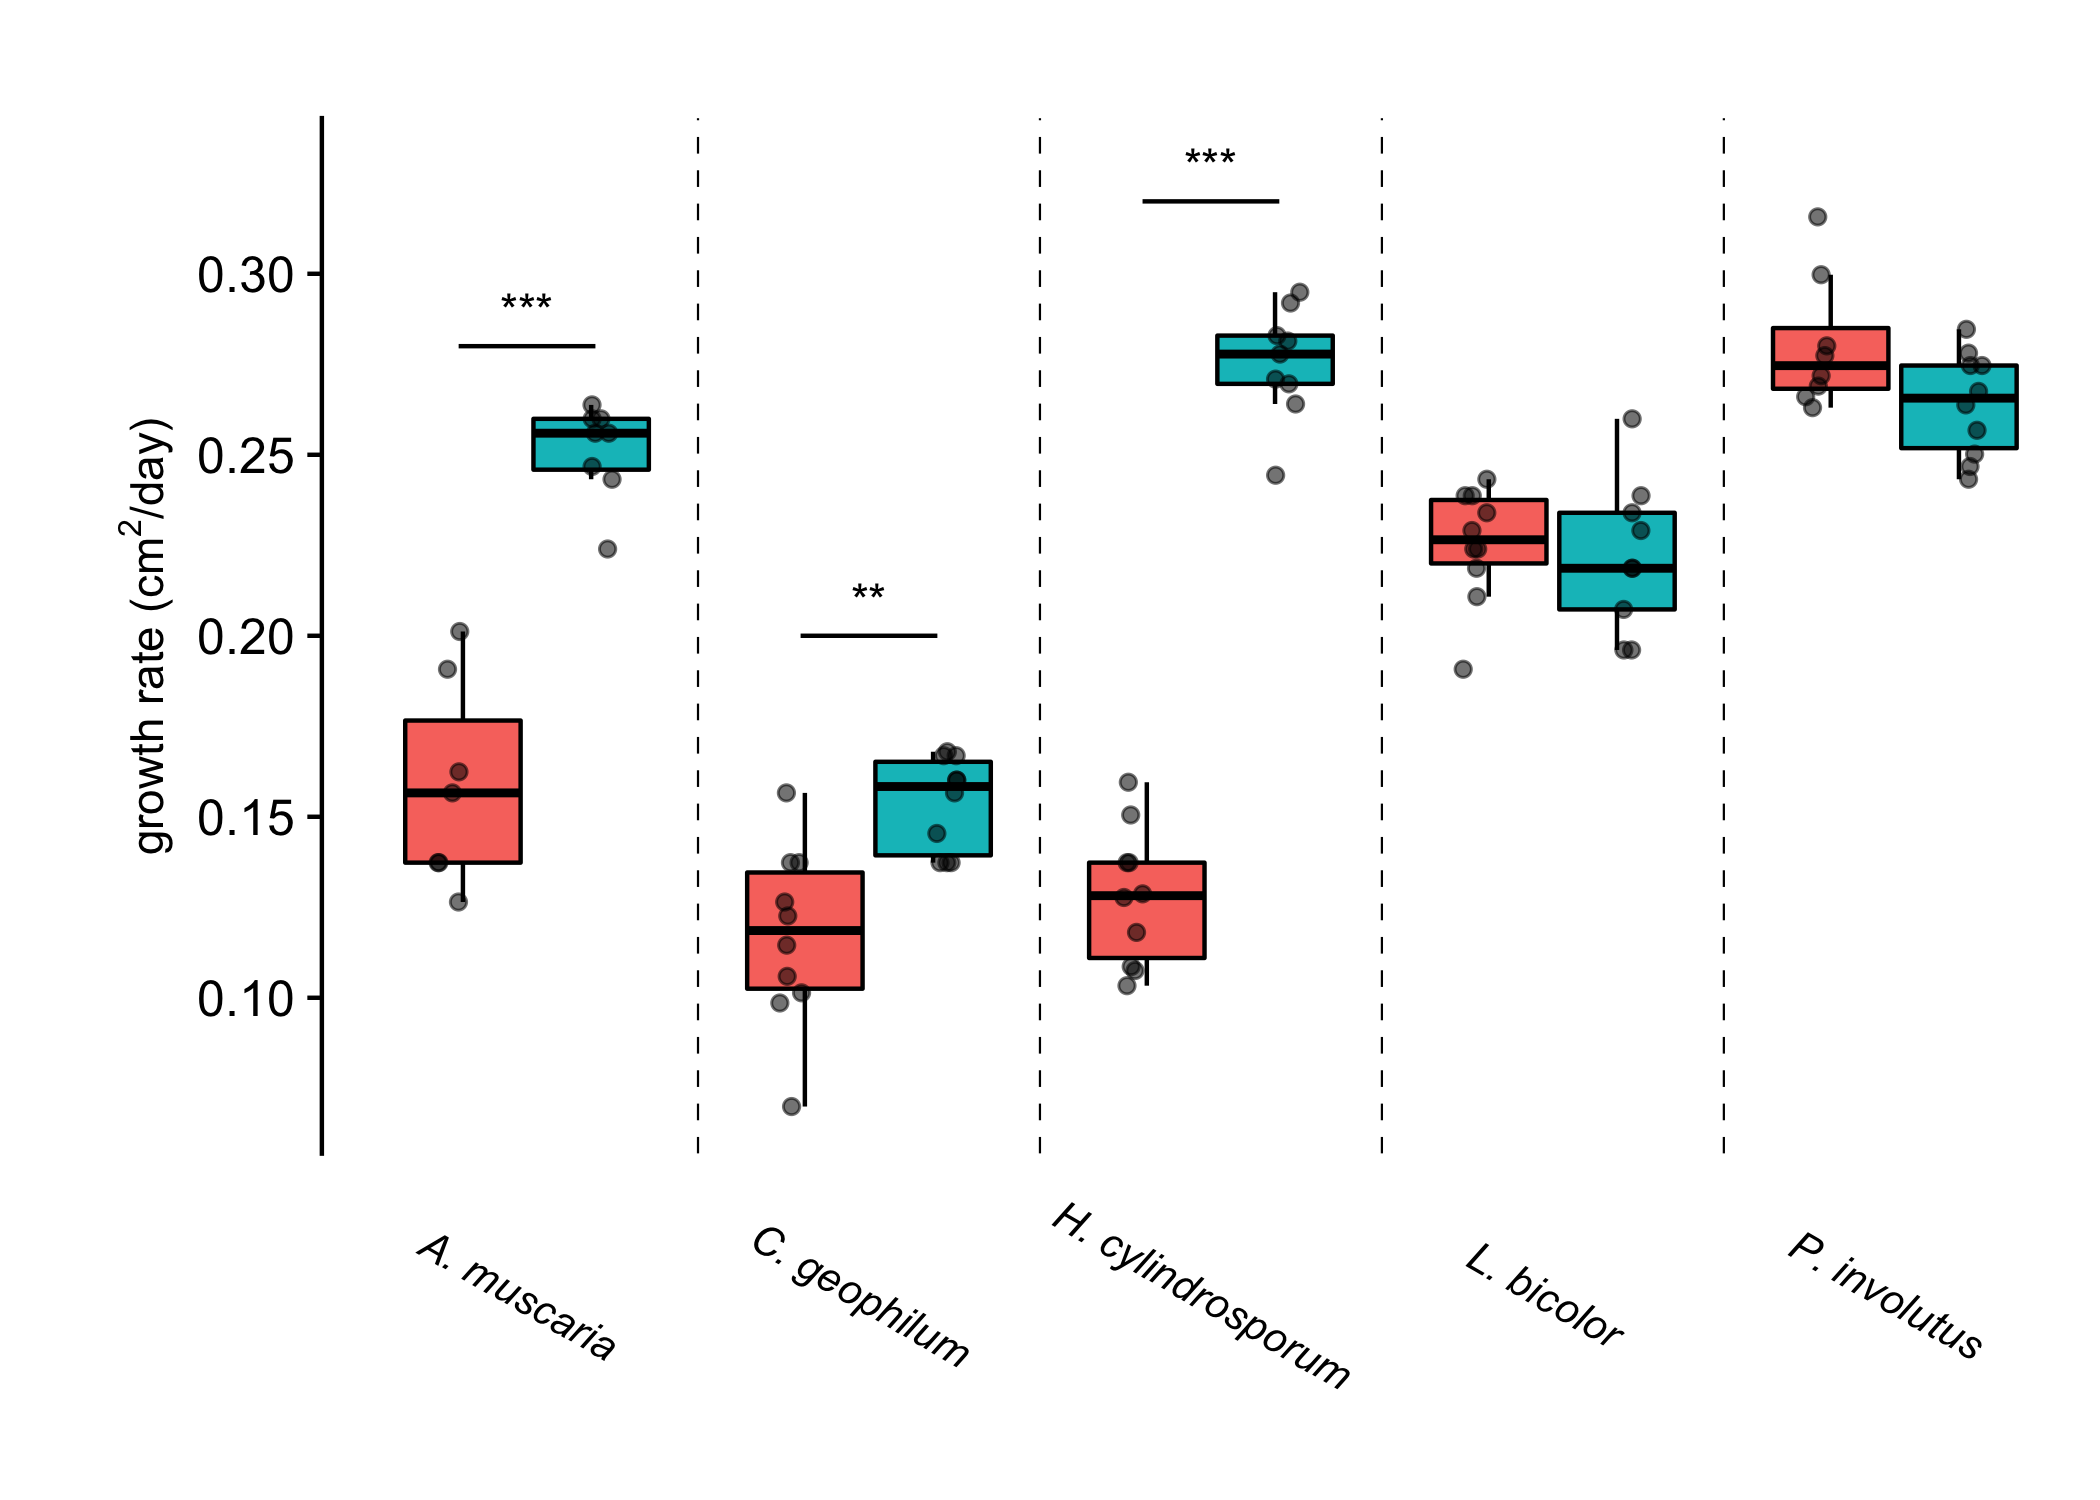 ***
0.30
***
0.25
**
0.20
0.15
0.10
growth rate (cm²/day)
A. muscaria
C. geophilum
H. cylindrosporum
L. bicolor
P. involutus